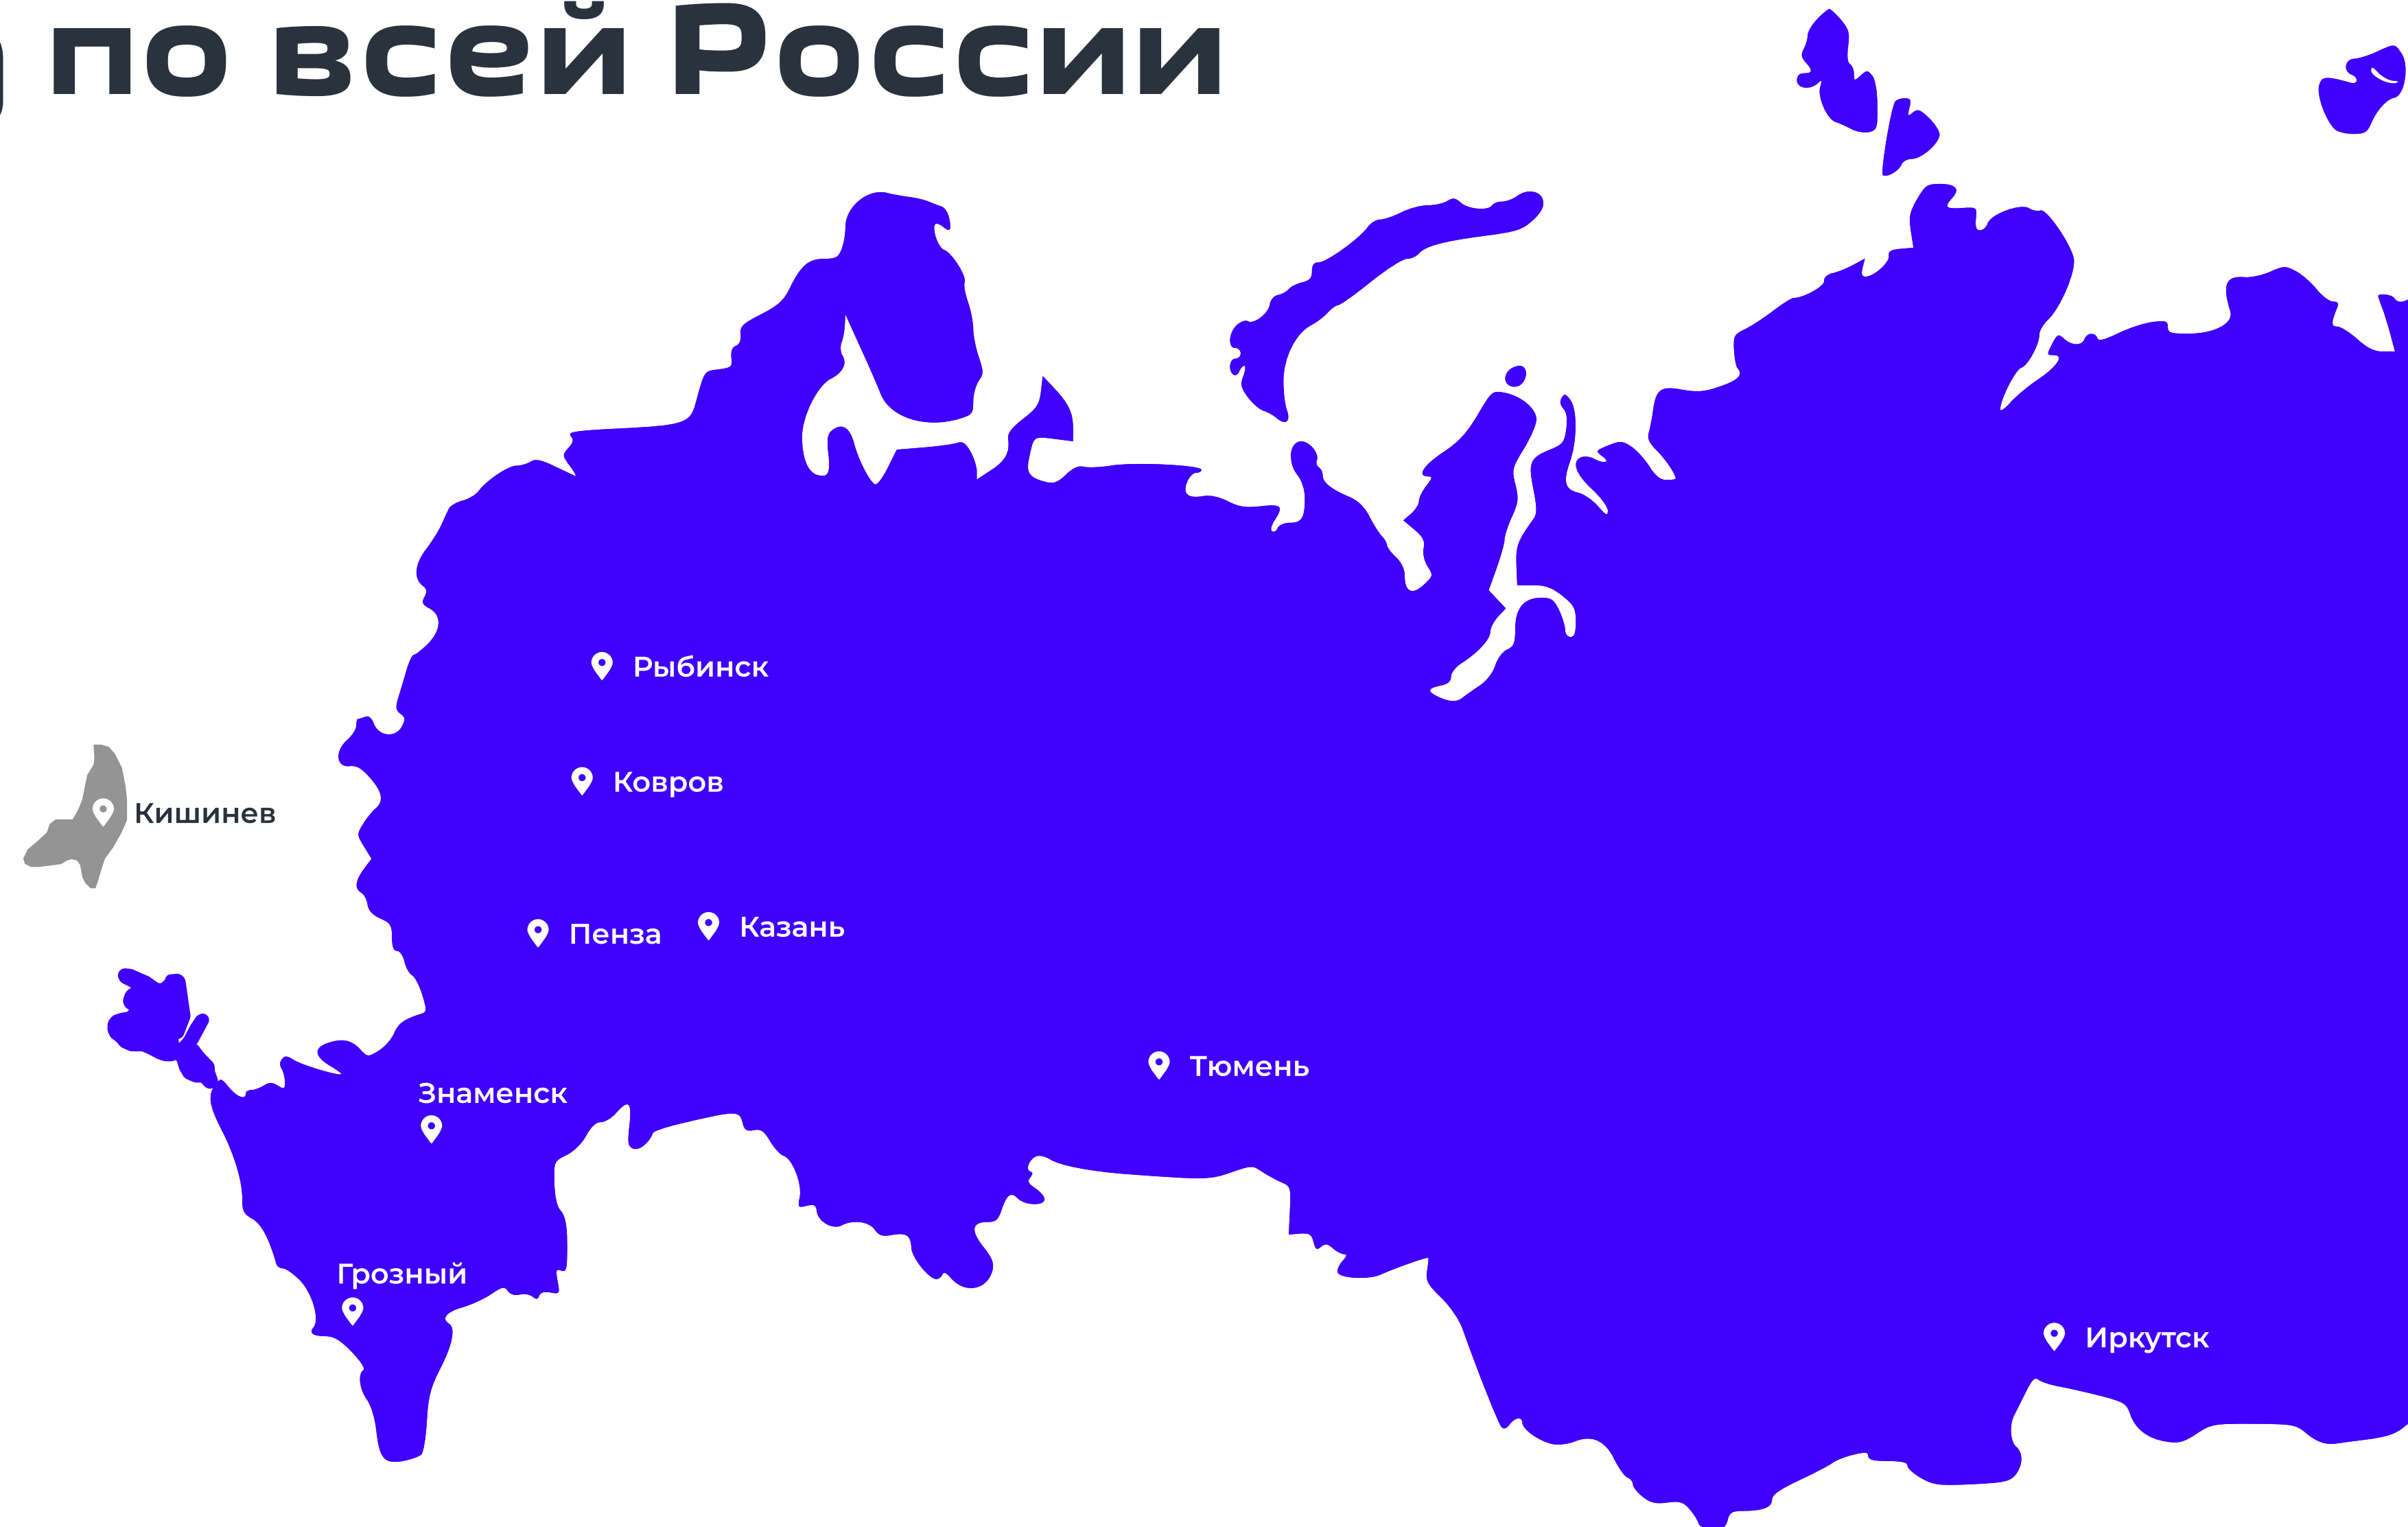 по всей России
Рыбинск
Ковров
Кишинев
Пенза
Казань
Тюмень
Знаменск
Грозный
Иркутск